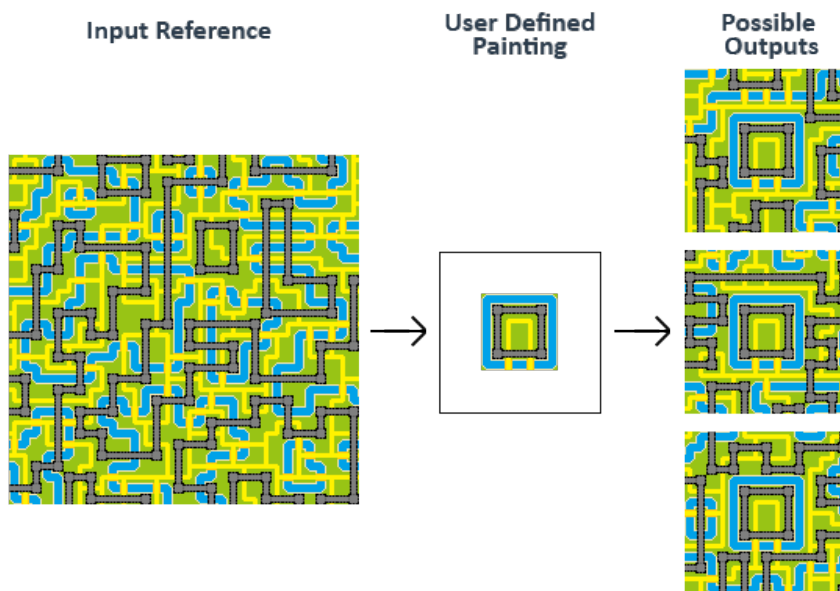 Input Reference
User Defined
Painting
Possible
Outputs